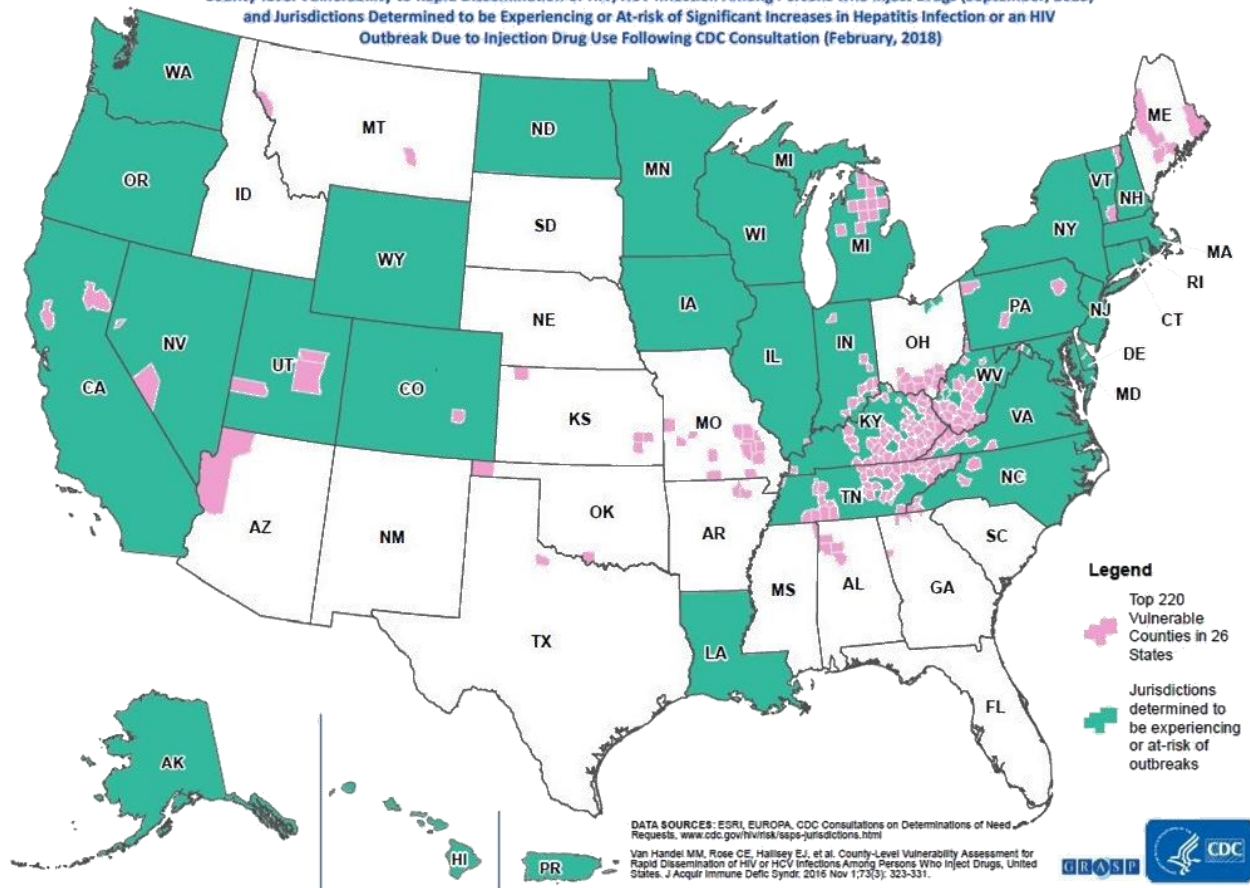 and Jurisdictions Determined to be Experiencing or At-risk of Significant Increases in Hepatitis Infection or an HIV
Outbreak Due to Injection Drug Use Following CDC Consultation (February, 2018)
WA
MT
ND
MN
MI
ME
OR
ID
SD
WI
MI
VT
NH
NY
MA
RI
CT
WY
IA
NE
PA
NJ
DE
MD
NV
UT
CO
CA
IL
IN
OH
WV
VA
KS
MO
KY
NC
TN
AZ
NM
OK
AR
SC
MS
AL
GA
TX
LA
FL
AK
HI
PR
Legend
Top 220
Vulnerable
Counties in 26
States
Jurisdictions
determined to
be experiencing
or at-risk of
outbreaks
DATA SOURCES: ESRI, EUROPA, CDC Consultations on Determinations of Need
Requests, www.cdc.gov/hiv/risk/ssps-jurisdictions.html
Van Handel MM, Rose CE, Hallisey EJ, et al. County-Level Vulnerability Assessment for
Rapid Dissemination of HIV or HCV Infections Among Persons Who Inject Drugs, United
States. J Acquir Immune Defic Syndr. 2016 Nov 1;73(3): 323-331.
GRASP
CDC